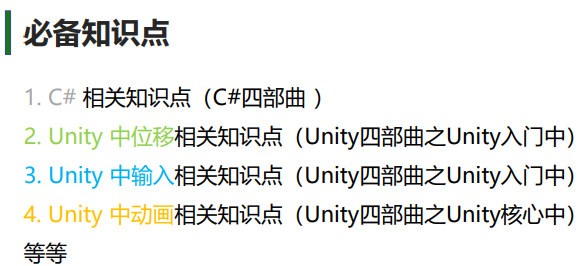 必备知识点
1. C# 相关知识点（C#四部曲 ）
2. Unity 中位移相关知识点（Unity四部曲之Unity入门中）
3. Unity 中输入相关知识点（Unity四部曲之Unity入门中）
4. Unity 中动画相关知识点（Unity四部曲之Unity核心中）
等等